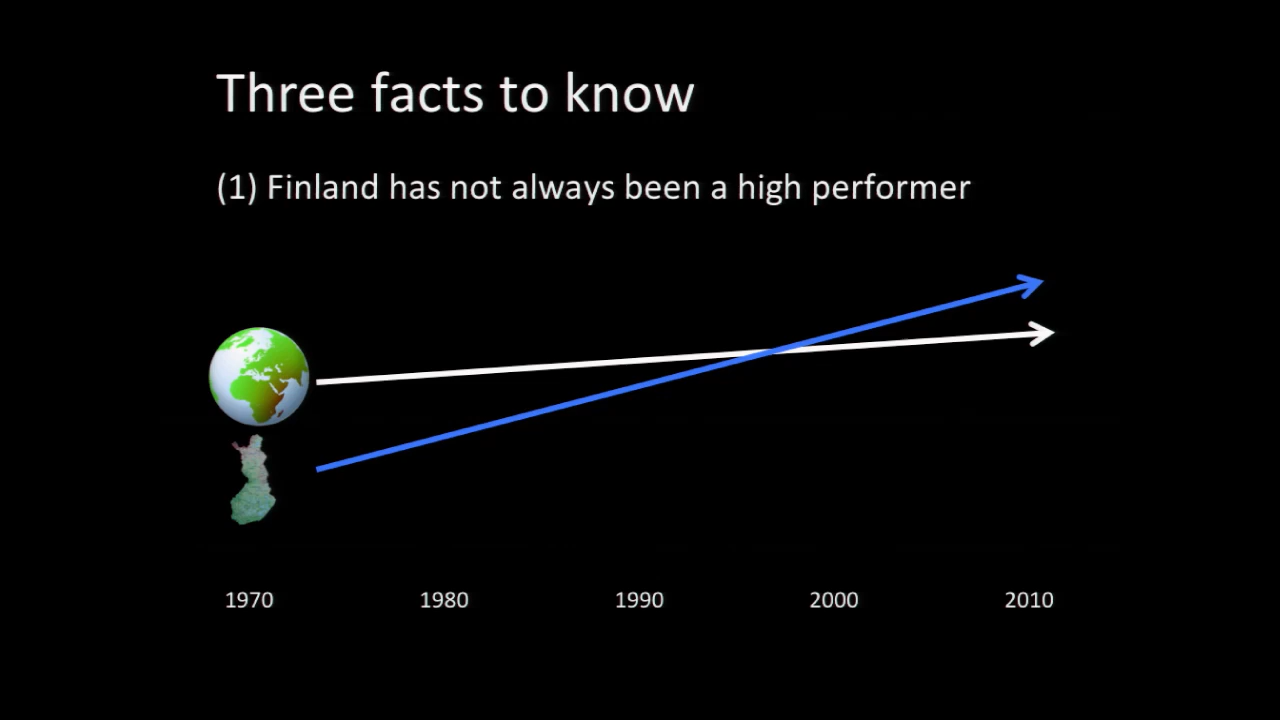 Three facts to know
(1) Finland has not always been a high performer
1970 1980 1990 2000 2010